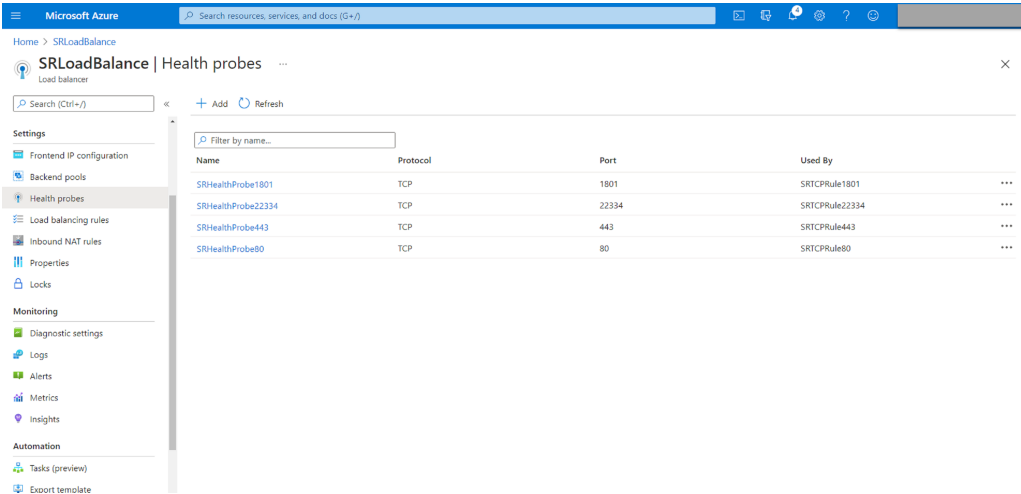 Microsoft Azure
Search resources, services, and docs (G+/)
4
Home > SRLoadBalance
SRLoadBalance | Health probes ...
Load balancer
Search (Ctrl+/)
«
+ Add Refresh
Settings
Frontend IP configuration
Backend pools
Health probes
Load balancing rules
Inbound NAT rules
Properties
Locks
Monitoring
Diagnostic settings
Logs
Alerts
Metrics
Insights
Automation
Tasks (preview)
Export template
Filter by name...
Name Protocol Port Used By
SRHealthProbe1801 TCP 1801 SRTCPRule1801
SRHealthProbe22334 TCP 22334 SRTCPRule22334
SRHealthProbe443 TCP 443 SRTCPRule443
SRHealthProbe80 TCP 80 SRTCPRule80